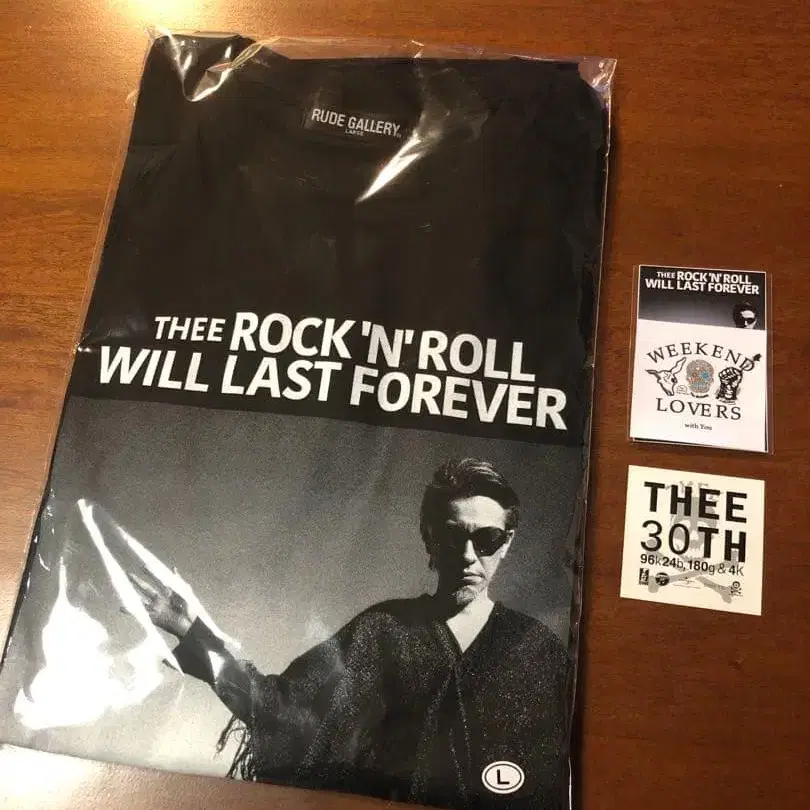 RUDE GALLERY
LARGE
THEE ROCK 'N' ROLL
WILL LAST FOREVER
L
THEE ROCK 'N' ROLL
WILL LAST FOREVER
WEEKEND
LOVERS
with You
THEE
30TH
96k24b,180g & 4K